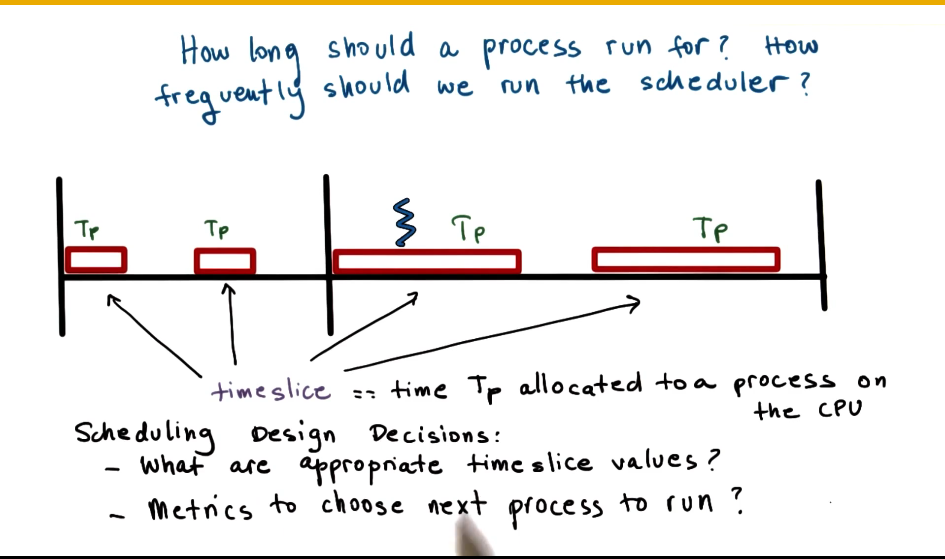 How long should a process run for? How
frequently should we run the scheduler?
Tp Tp Tp Tp
timeslice == time Tp allocated to a process on
the CPU
Scheduling Design Decisions:
- What are appropriate timeslice values?
- Metrics to choose next process to run?